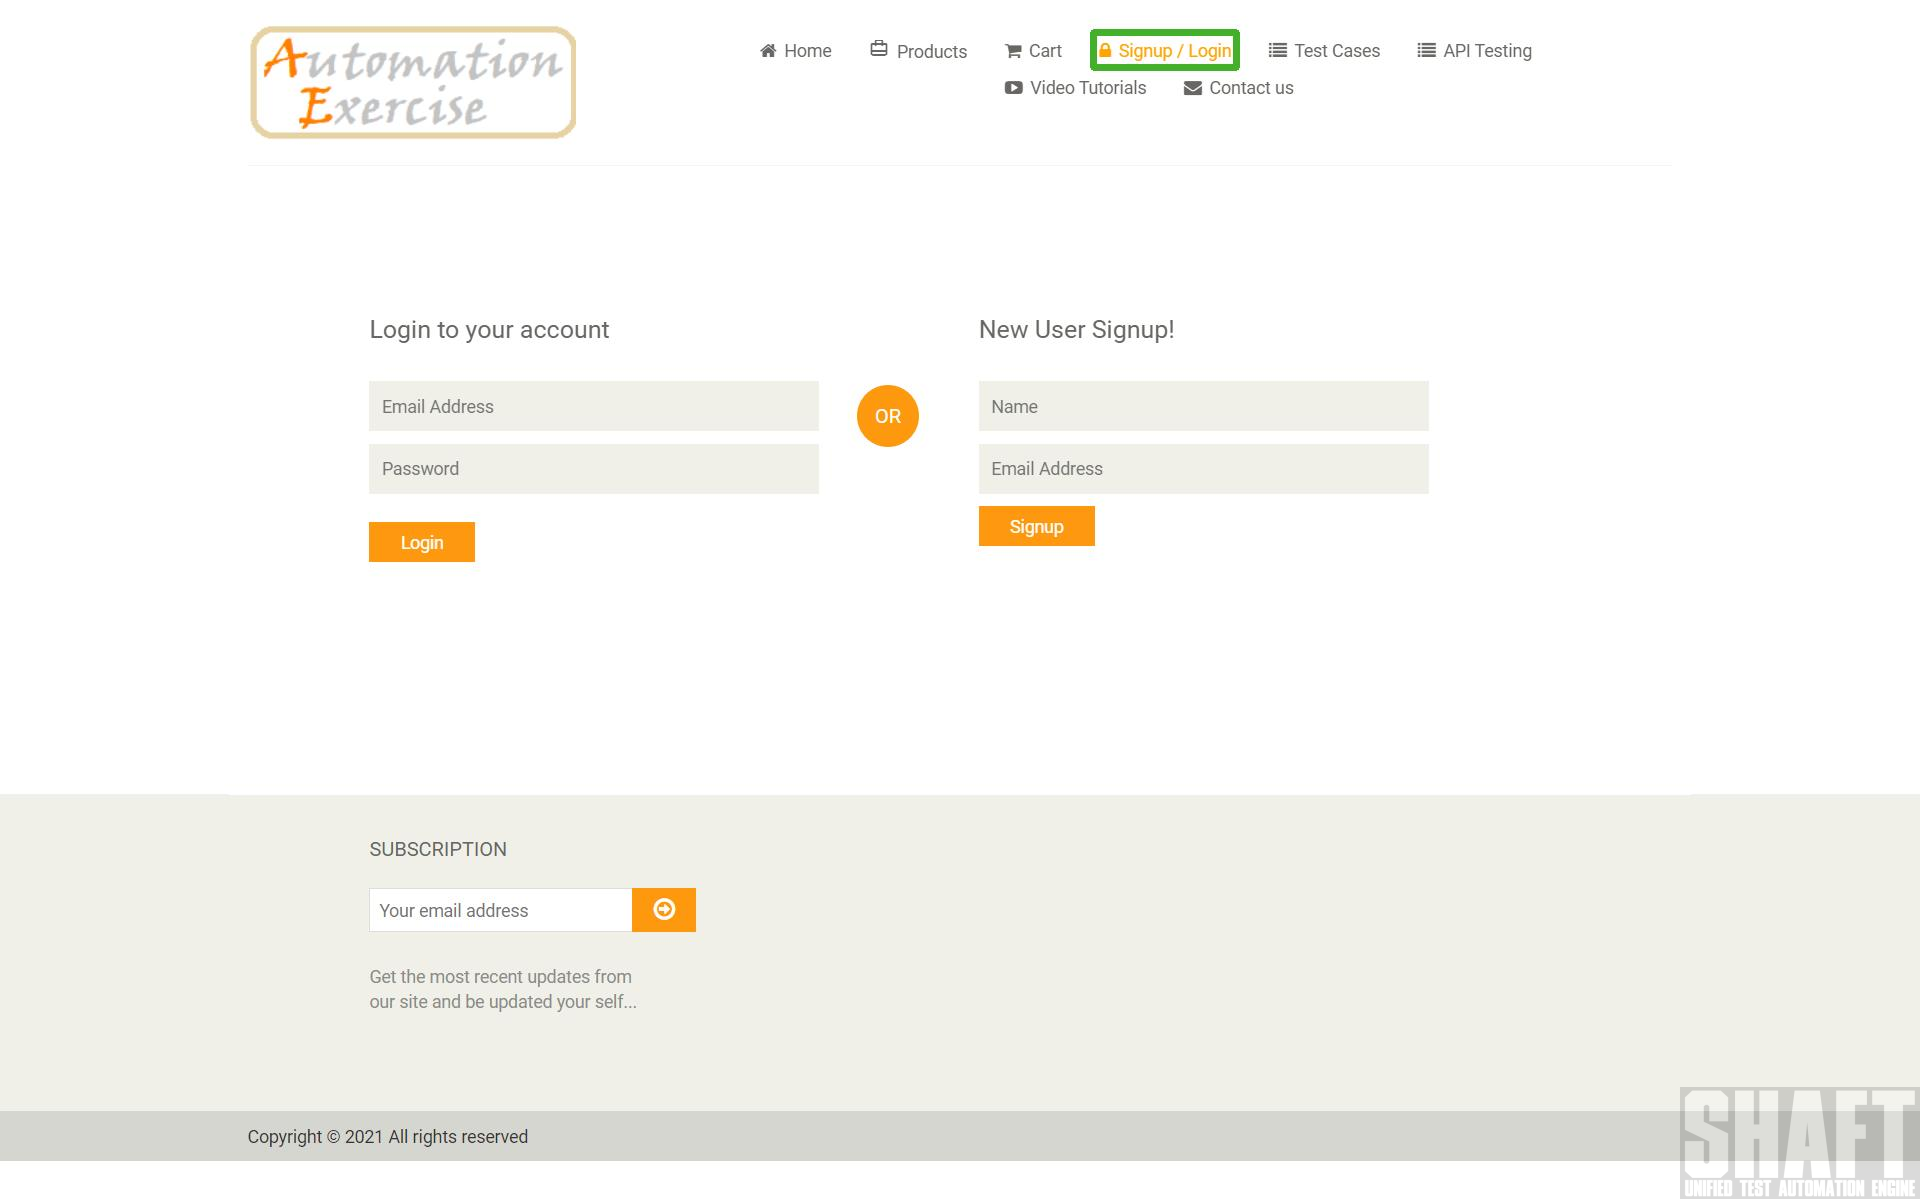 Automation
Exercise
Home
Products
Cart
Signup / Login
Test Cases
API Testing
Video Tutorials
Contact us
Login to your account
Email Address
Password
Login
OR
New User Signup!
Name
Email Address
Signup
SUBSCRIPTION
Your email address
Get the most recent updates from
our site and be updated your self...
Copyright © 2021 All rights reserved
SHAFT
UNIFIED TEST AUTOMATION ENGINE